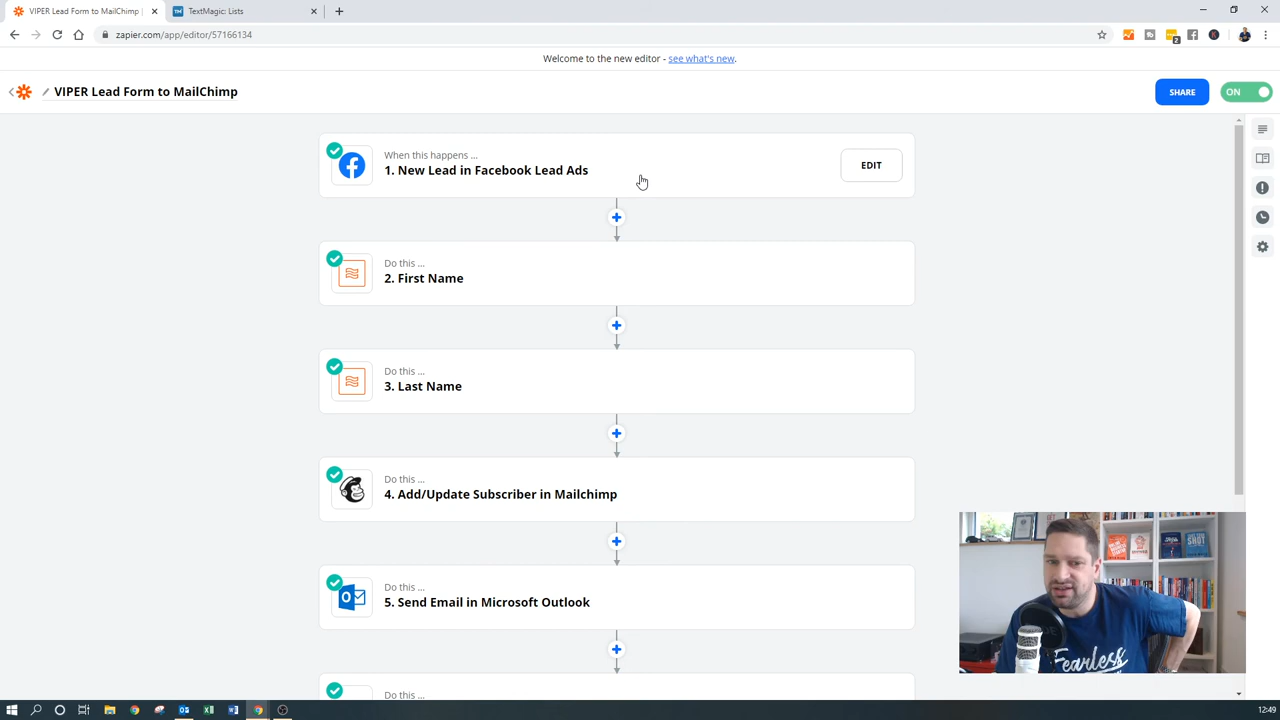 VIPER Lead Form to MailChimp |
TextMagic: Lists
zapier.com/app/editor/57166134
2
Welcome to the new editor - see what's new.
VIPER Lead Form to MailChimp
SHARE
ON
When this happens ...
1. New Lead in Facebook Lead Ads
EDIT
Do this ...
2. First Name
Do this ...
3. Last Name
Do this ...
4. Add/Update Subscriber in Mailchimp
Do this ...
5. Send Email in Microsoft Outlook
Do this ...
Fearless
12:49